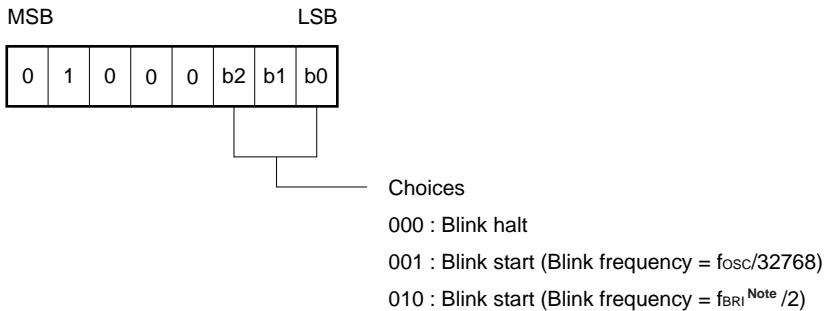 MSB LSB
0 1 0 0 0 b2 b1 b0
Choices
000 : Blink halt
001 : Blink start (Blink frequency = fOSC/32768)
010 : Blink start (Blink frequency = fBRI Note /2)